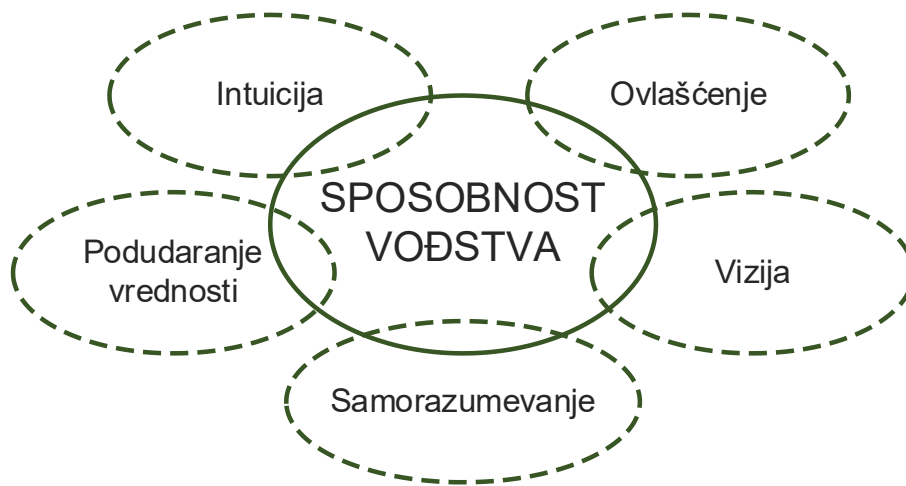 Intuicija
Ovlašćenje
SPOSOBNOST
VOĐSTVA
Podudaranje
vrednosti
Vizija
Samorazumevanje